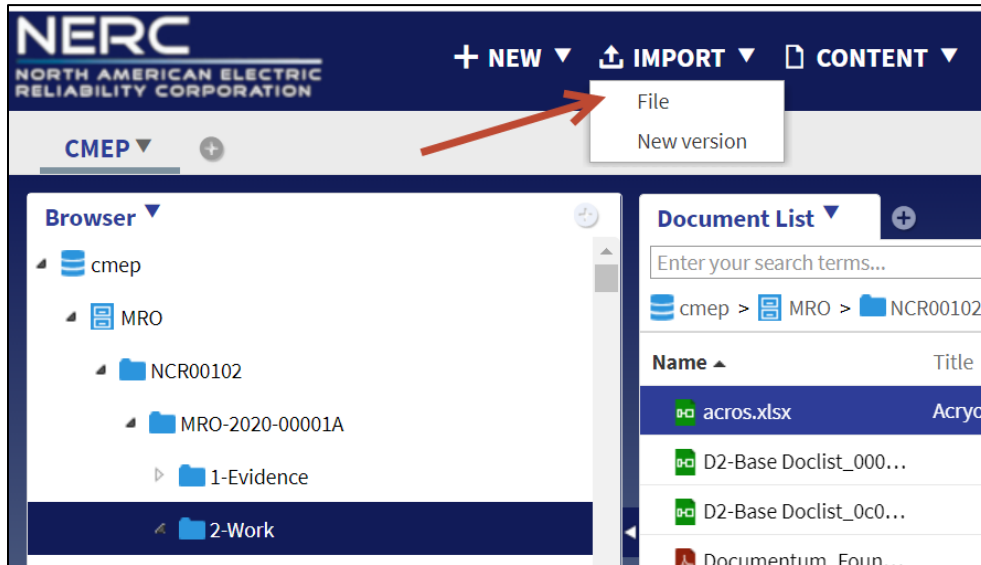 NERC
NORTH AMERICAN ELECTRIC
RELIABILITY CORPORATION
NEW
IMPORT
CONTENT
File
New version
CMEP
Browser
cmep
MRO
NCR00102
MRO-2020-00001A
1-Evidence
2-Work
Document List
Enter your search terms...
cmep > MRO > NCR00102
Name Title
acros.xlsx Acryo
D2-Base Doclist_000...
D2-Base Doclist_0c0...
Documentum_Foun...